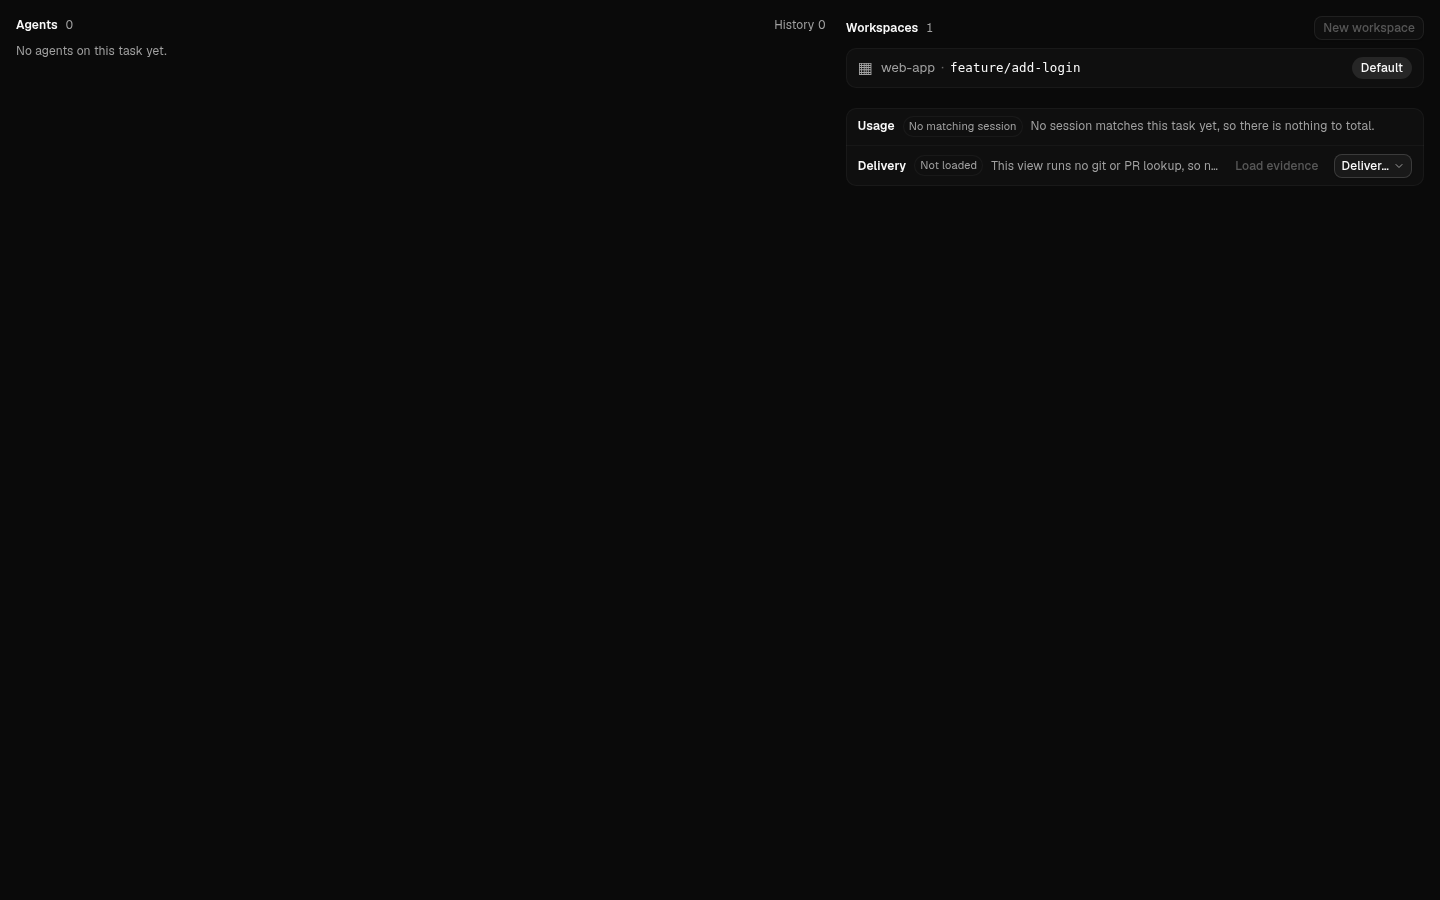 Agents 0
History 0
No agents on this task yet.
Workspaces 1
New workspace
web-app · feature/add-login
Default
Usage No matching session No session matches this task yet, so there is nothing to total.
Delivery Not loaded This view runs no git or PR lookup, so n… Load evidence Deliver…